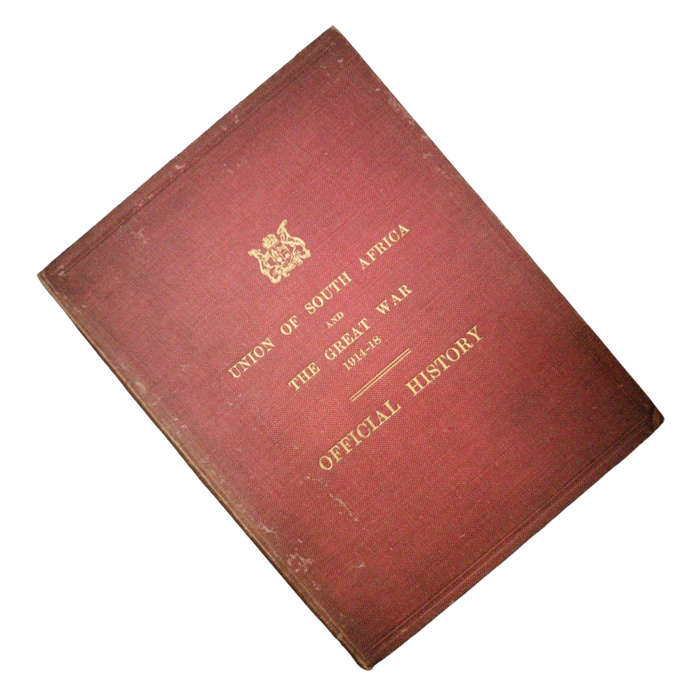 UNION OF SOUTH AFRICA
AND
THE GREAT WAR
1914-18
OFFICIAL HISTORY